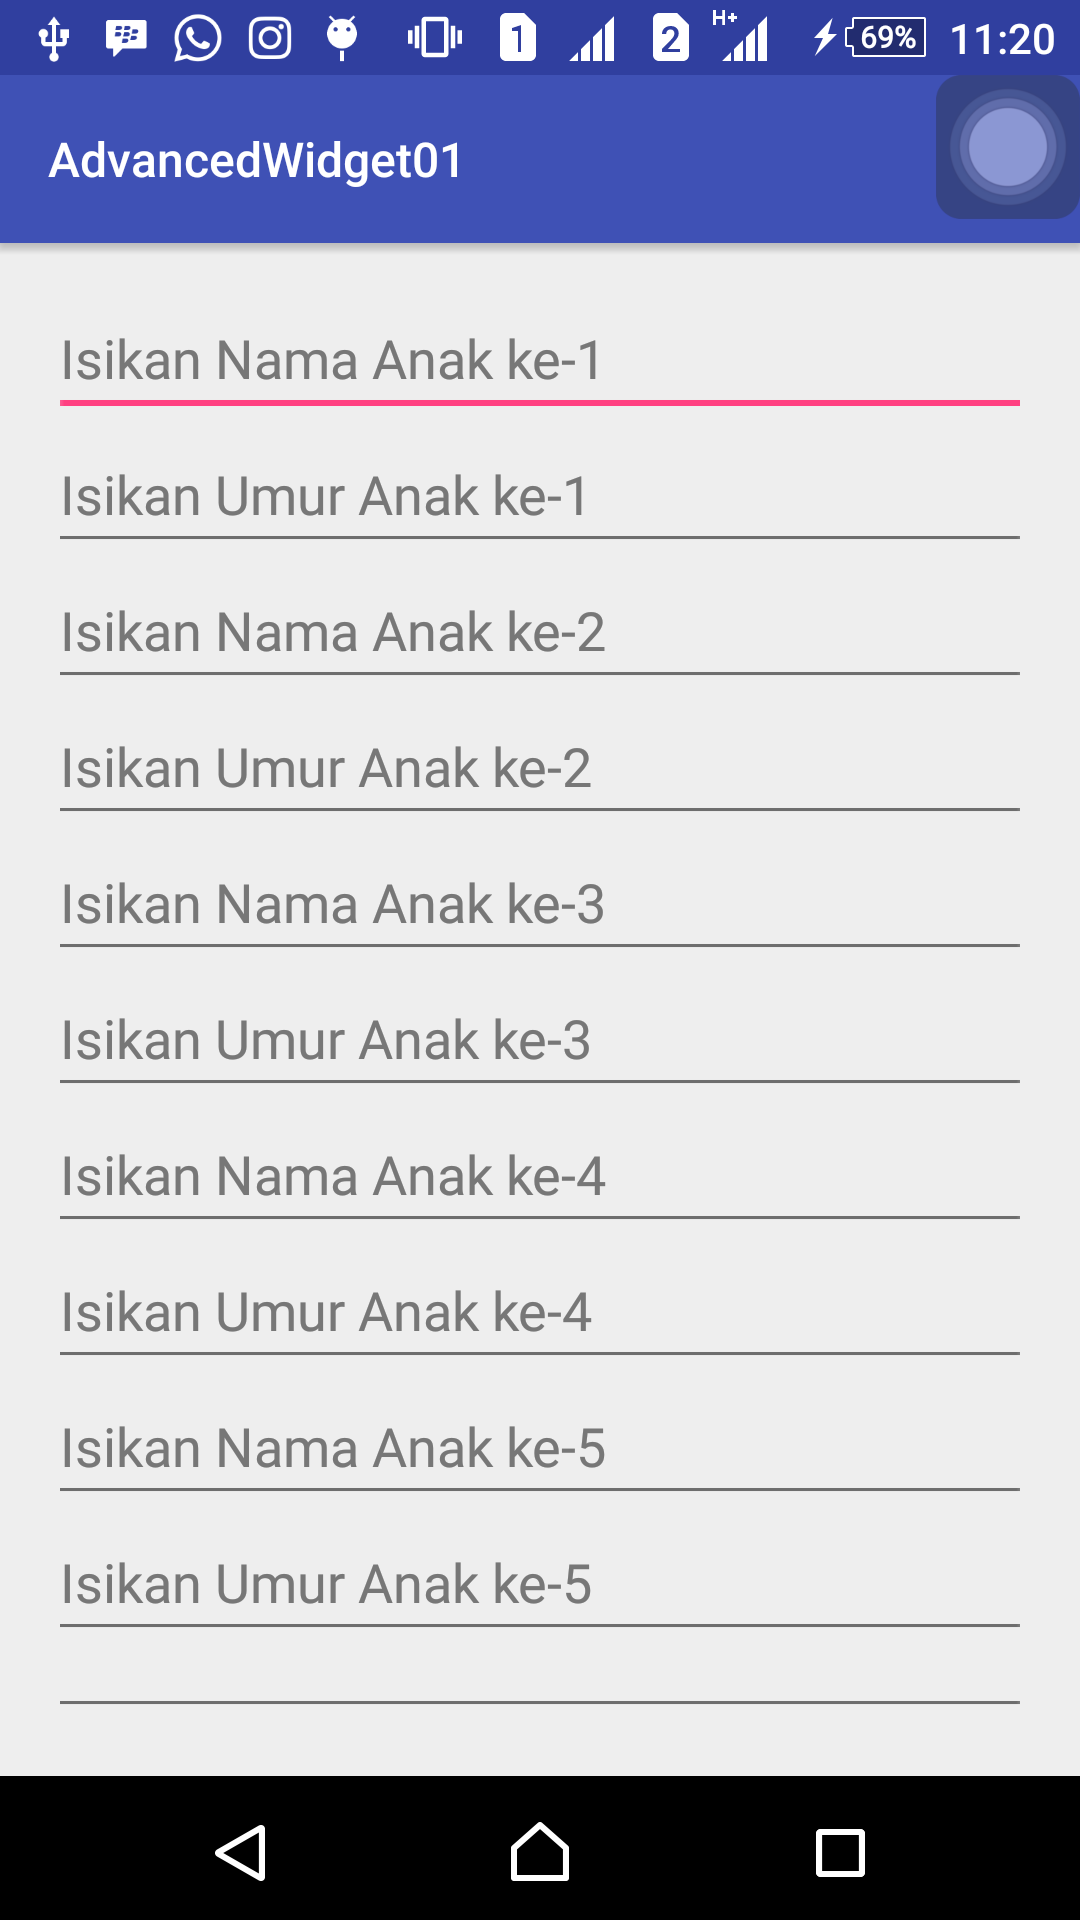 1
2
H+
69%
11:20
AdvancedWidget01
Isikan Nama Anak ke-1
Isikan Umur Anak ke-1
Isikan Nama Anak ke-2
Isikan Umur Anak ke-2
Isikan Nama Anak ke-3
Isikan Umur Anak ke-3
Isikan Nama Anak ke-4
Isikan Umur Anak ke-4
Isikan Nama Anak ke-5
Isikan Umur Anak ke-5